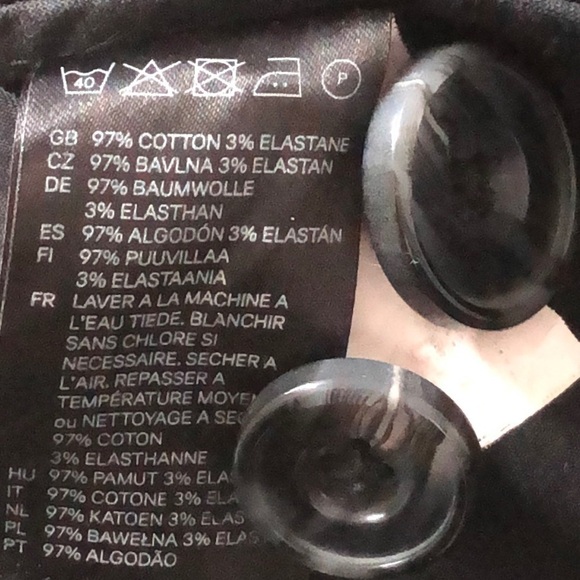 40 P
GB 97% COTTON 3% ELASTANE
CZ 97% BAVLNA 3% ELASTAN
DE 97% BAUMWOLLE
3% ELASTHAN
ES 97% ALGODÓN 3% ELASTÁN
FI 97% PUUVILLAA
3% ELASTAANIA
FR LAVER A LA MACHINE A
L'EAU TIEDE. BLANCHIR
SANS CHLORE SI
NECESSAIRE. SECHER A
L'AIR. REPASSER A
TEMPÉRATURE
ou NETTOYAGE A
97% COTON
3% ELASTHANNE
HU 97% PAMUT 3%
IT 97% COTONE 3%
NL 97% KATOEN 3%
PL 97% BAWEŁNA 3%
PT 97% ALGODÃO